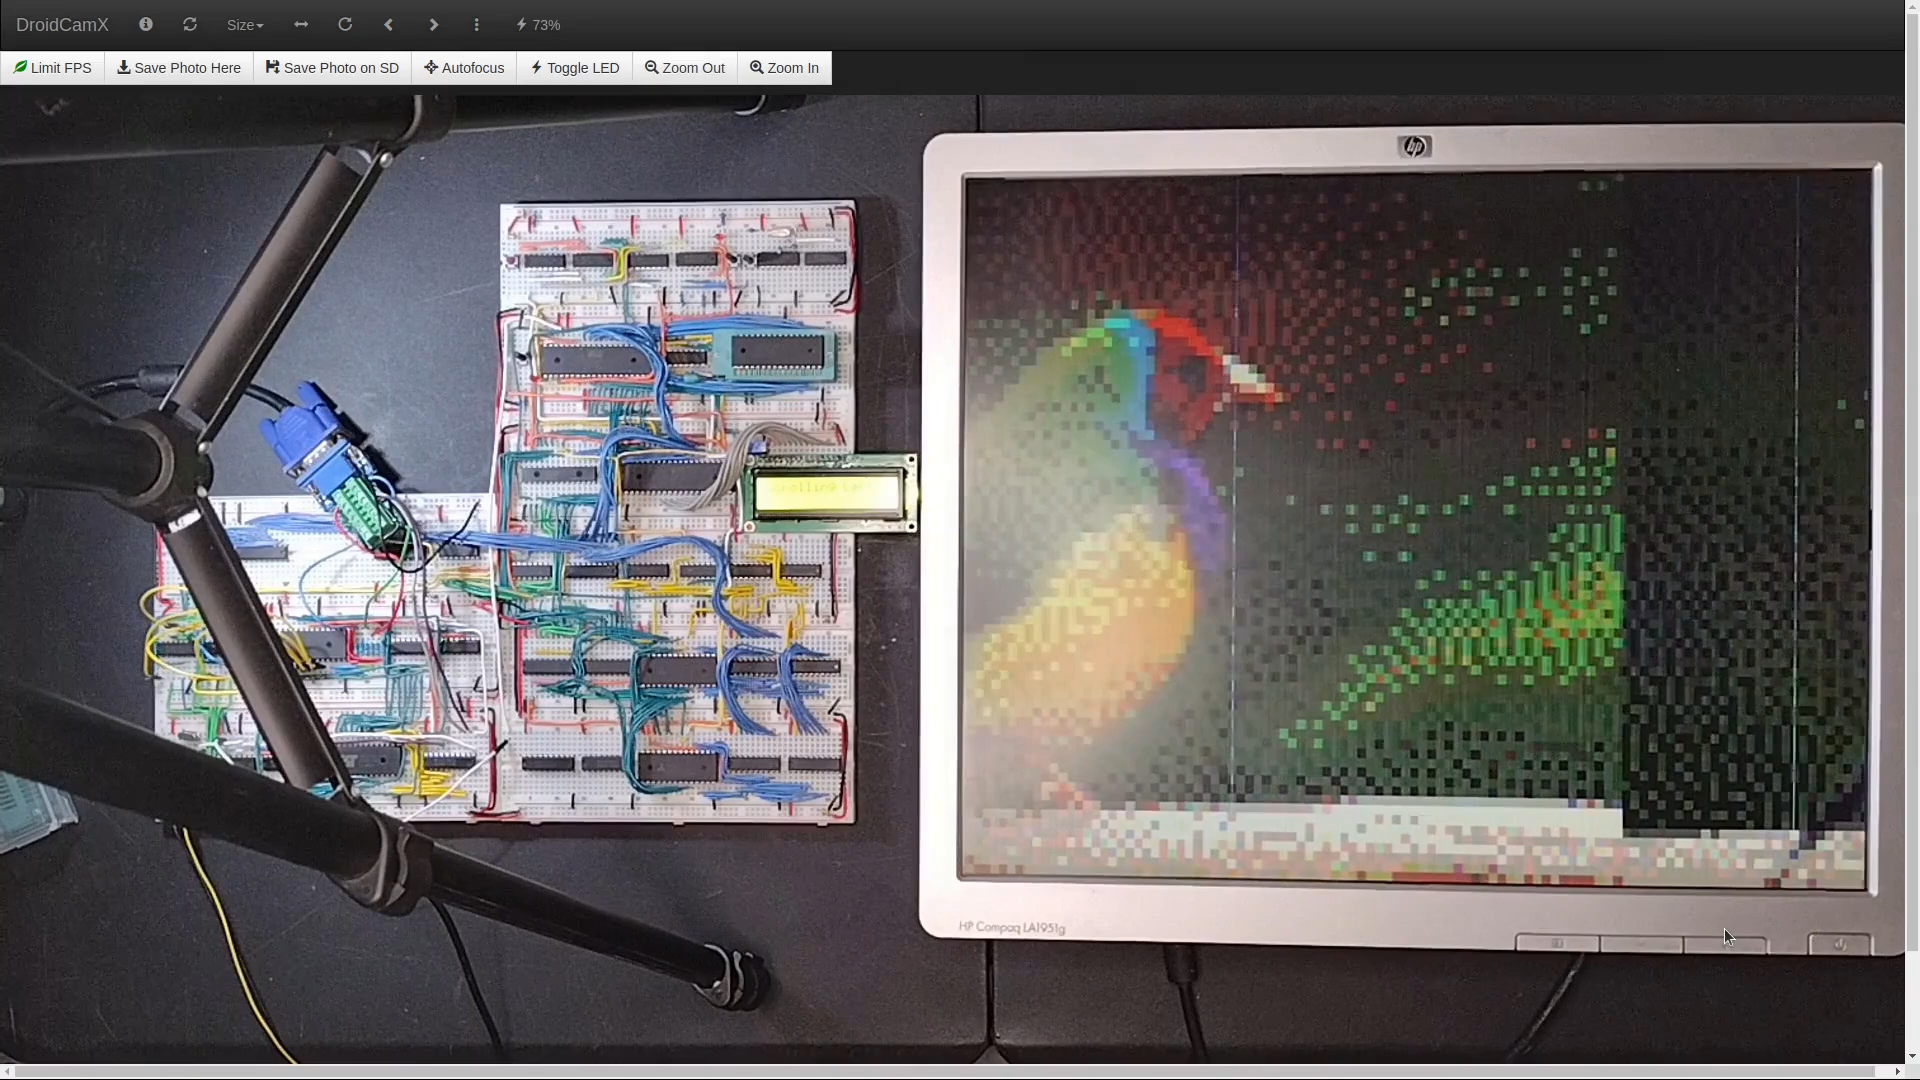 DroidCamX Size 73%
Limit FPS Save Photo Here Save Photo on SD Autofocus Toggle LED Zoom Out Zoom In
hp
HP Compaq LA1951g